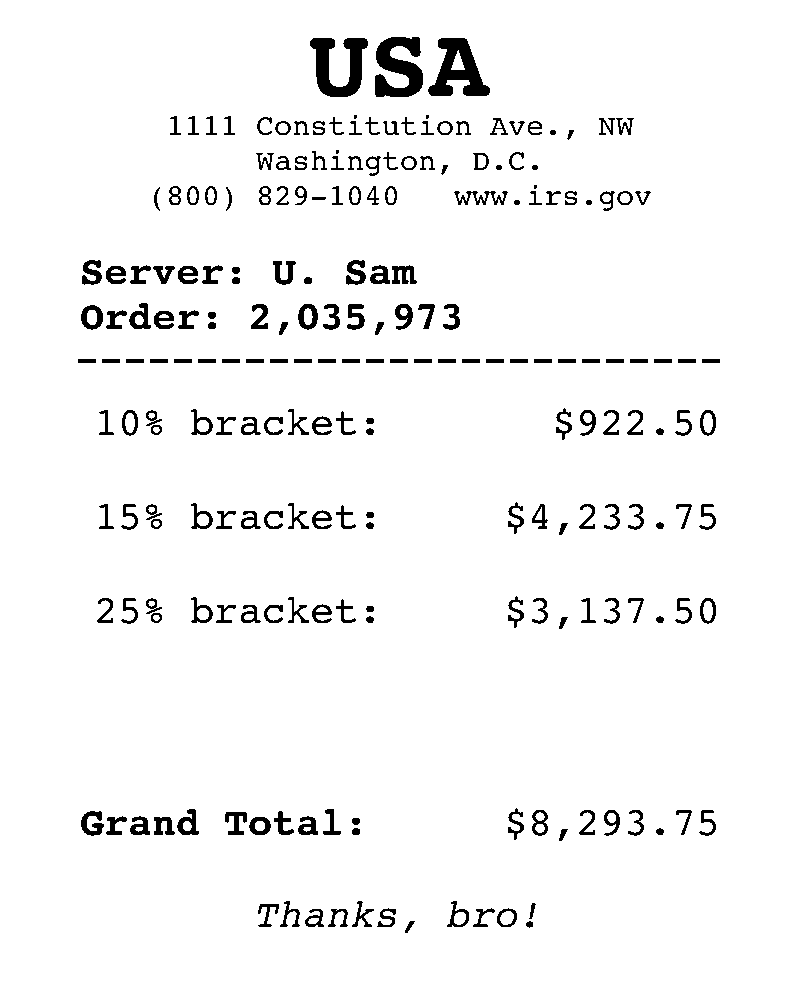 USA
1111 Constitution Ave., NW
Washington, D.C.
(800) 829-1040 www.irs.gov
Server: U. Sam
Order: 2,035,973
---------------------------
10% bracket: $922.50
15% bracket: $4,233.75
25% bracket: $3,137.50
Grand Total: $8,293.75
Thanks, bro!